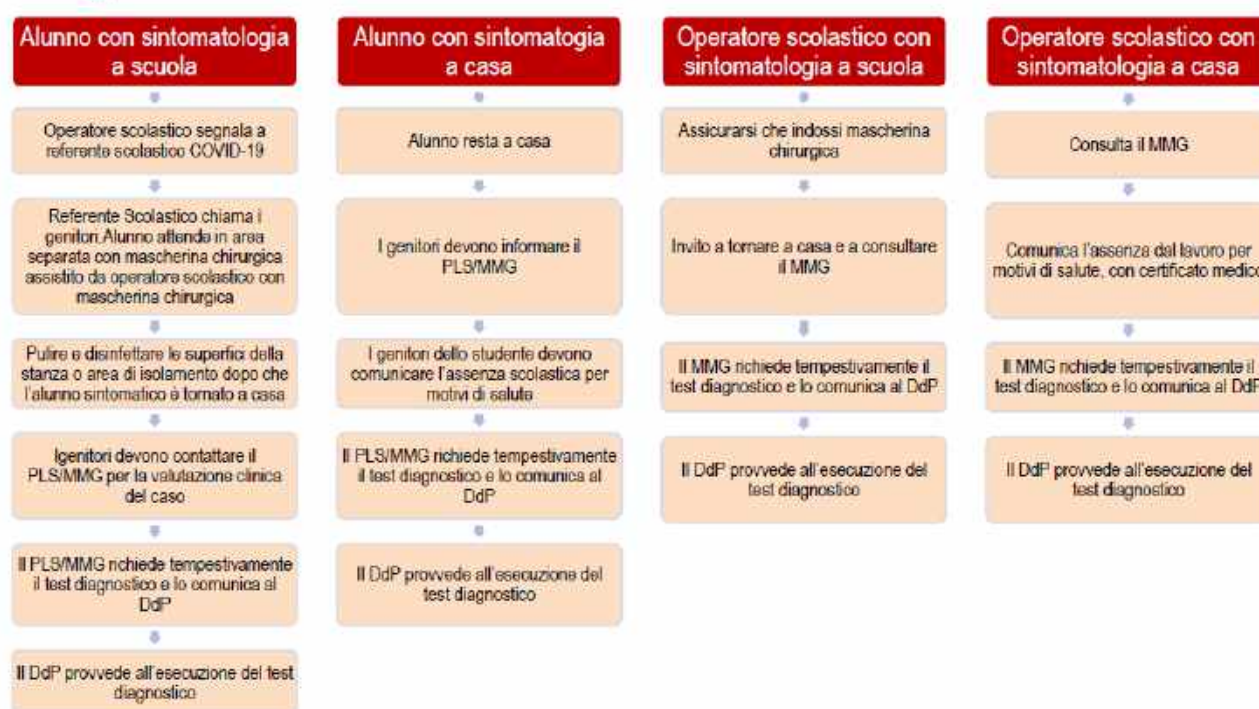 Alunno con sintomatologia
a scuola
Operatore scolastico segnala a
referente scolastico COVID-19
Referente Scolastico chiama i
genitori.Alunno attende in area
separata con mascherina chirurgica
assistito da operatore scolastico con
mascherina chirurgica
Pulire e disinfettare le superfici della
stanza o area di isolamento dopo che
l'alunno sintomatico è tornato a casa
Igenitori devono contattare il
PLS/MMG per la valutazione clinica
del caso
Il PLS/MMG richiede tempestivamente
il test diagnostico e lo comunica al
DdP
Il DdP provvede all'esecuzione del test
diagnostico
Alunno con sintomatogia
a casa
Alunno resta a casa
I genitori devono informare il
PLS/MMG
I genitori dello studente devono
comunicare l'assenza scolastica per
motivi di salute
Il PLS/MMG richiede tempestivamente
il test diagnostico e lo comunica al
DdP
Il DdP provvede all'esecuzione del
test diagnostico
Operatore scolastico con
sintomatologia a scuola
Assicurarsi che indossi mascherina
chirurgica
Invito a tornare a casa e a consultare
il MMG
Il MMG richiede tempestivamente il
test diagnostico e lo comunica al DdP
Il DdP provvede all'esecuzione del
test diagnostico
Operatore scolastico con
sintomatologia a casa
Consulta il MMG
Comunica l'assenza dal lavoro per
motivi di salute, con certificato medico
Il MMG richiede tempestivamente il
test diagnostico e lo comunica al DdP
Il DdP provvede all'esecuzione del
test diagnostico